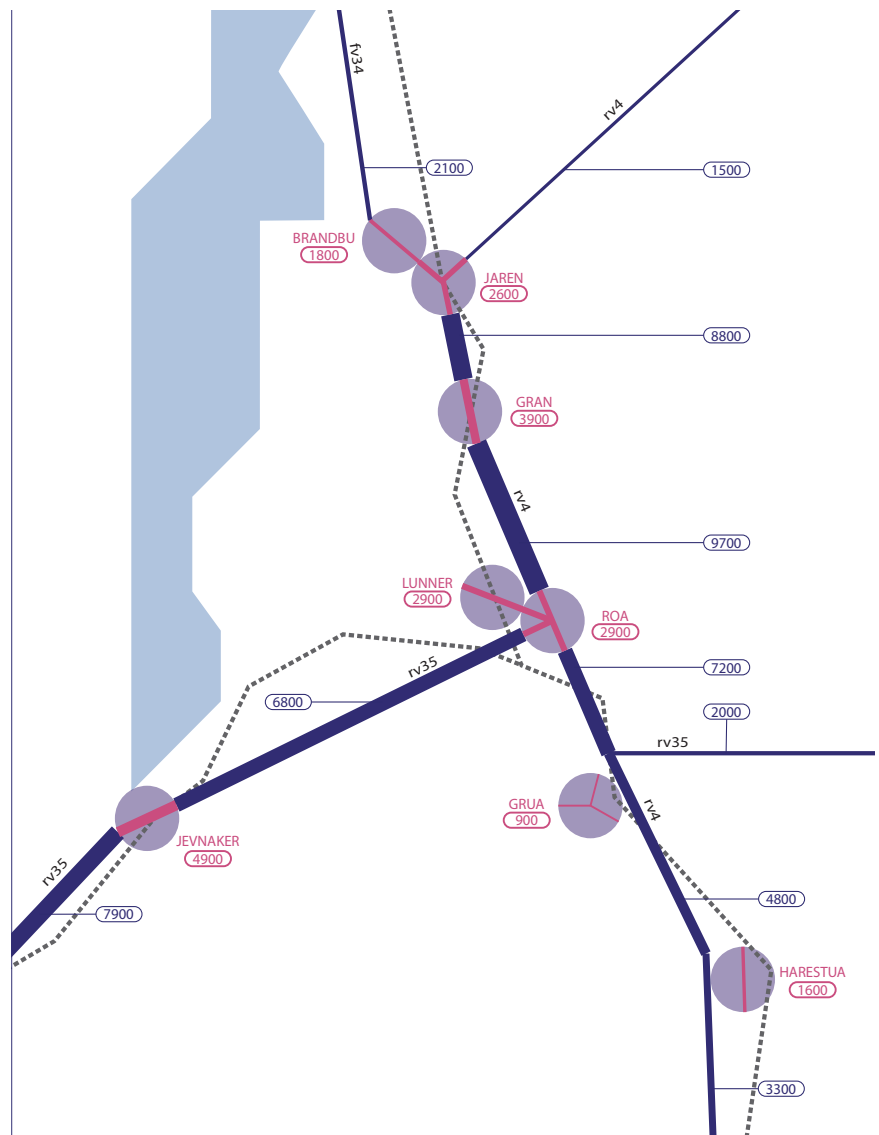 fv34
rv4
2100
1500
BRANDBU
1800
JAREN
2600
8800
GRAN
3900
rv4
9700
LUNNER
2900
ROA
2900
rv35
7200
6800
2000
rv35
GRUA
900
rv4
JEVNAKER
4900
rv35
7900
4800
HARESTUA
1600
3300